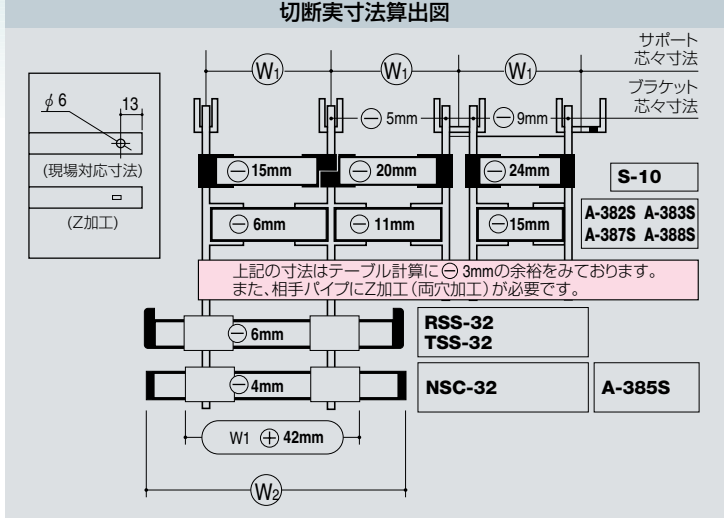 切断実寸法算出図
サポート
芯々寸法
W1 W1 W1
ブラケット
芯々寸法
φ6 13
⊖ 5mm ⊖ 9mm
(現場対応寸法)
⊖ 15mm ⊖ 20mm ⊖ 24mm
S-10
(Z加工)
⊖ 6mm ⊖ 11mm ⊖ 15mm
A-382S A-383S
A-387S A-388S
上記の寸法はテーブル計算に⊖ 3mmの余裕をみております。
また、相手パイプにZ加工(両穴加工)が必要です。
⊖ 6mm
RSS-32
TSS-32
⊖ 4mm
NSC-32
A-385S
W1 ⊕ 42mm
W2